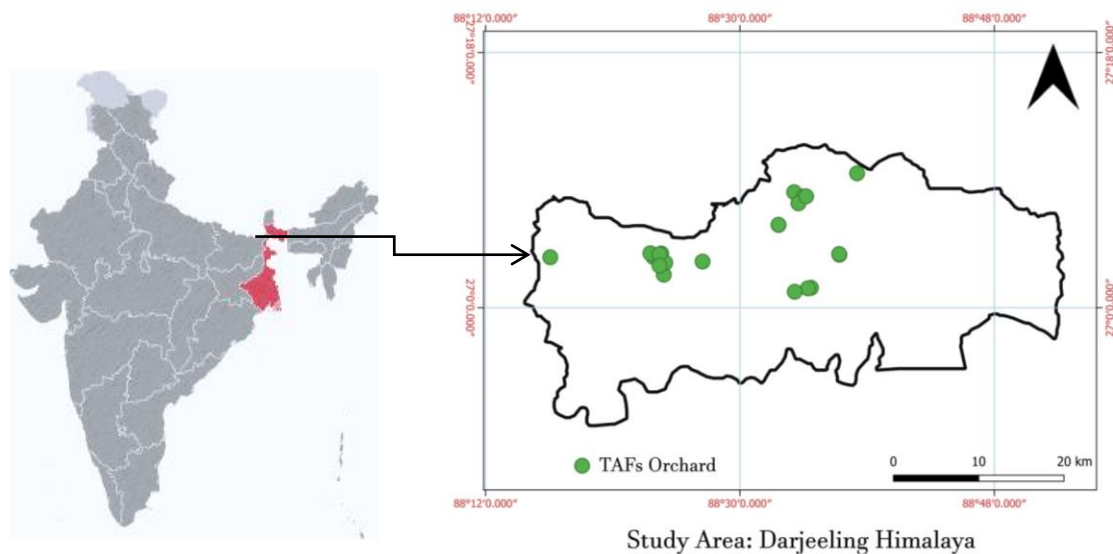 88°12'0.000″ 88°30'0.000″ 88°48'0.000″
27°18'0.000″ 27°18'0.000″
27°0'0.000″ 27°0'0.000″
TAFs Orchard
0 10 20 km
88°12'0.000″ 88°30'0.000″ 88°48'0.000″
Study Area: Darjeeling Himalaya